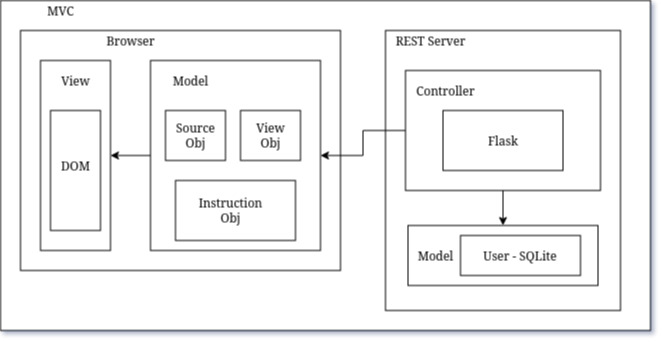 MVC
Browser
View
DOM
Model
Source
Obj
View
Obj
Instruction
Obj
REST Server
Controller
Flask
Model
User - SQLite